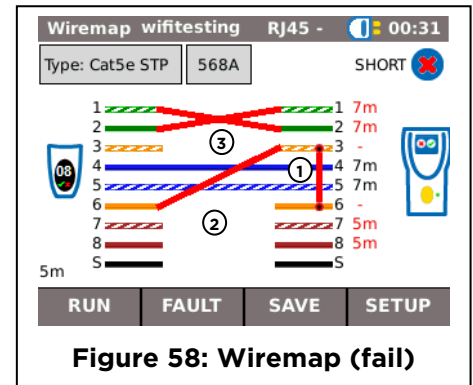 Wiremap wifitesting RJ45 - 00:31
Type: Cat5e STP 568A SHORT
1 1 7m
2 2 7m
3 ③ 3 -
4 ① 4 7m
08 5 5 7m
6 6 -
7 ② 7 5m
8 8 5m
S S
5m
RUN FAULT SAVE SETUP
Figure 58: Wiremap (fail)